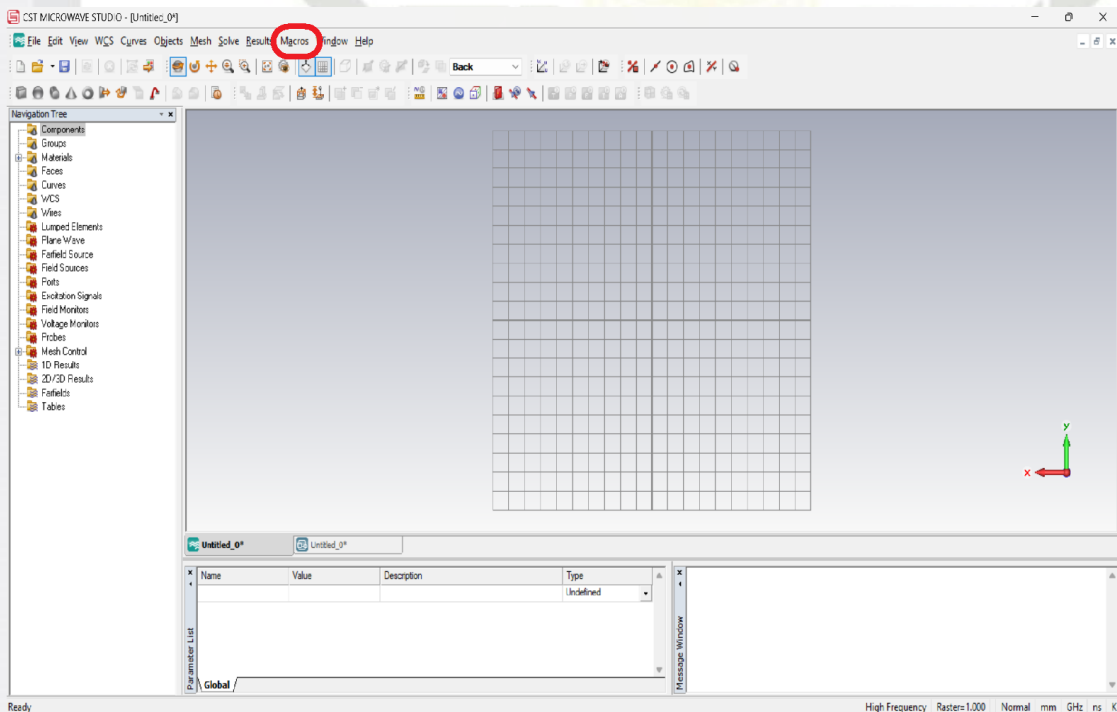 CST MICROWAVE STUDIO - [Untitled_0*]
File Edit View WCS Curves Objects Mesh Solve Results Macros Window Help
Back
Navigation Tree
Components
Groups
Materials
Faces
Curves
WCS
Wires
Lumped Elements
Plane Wave
Farfield Source
Field Sources
Ports
Excitation Signals
Field Monitors
Voltage Monitors
Probes
Mesh Control
1D Results
2D/3D Results
Farfields
Tables
y
x
Untitled_0* Untitled_0*
Name Value Description Type
Undefined
Parameter List
Global
Message Window
Ready High Frequency Raster=1.000 Normal mm GHz ns K